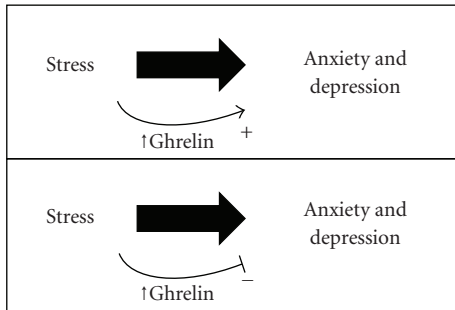 Stress
Anxiety and
depression
↑Ghrelin
+
Stress
Anxiety and
depression
↑Ghrelin
−